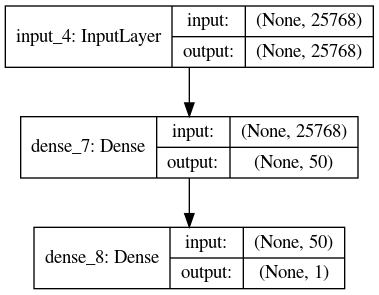 input_4: InputLayer
input: (None, 25768)
output: (None, 25768)
dense_7: Dense
input: (None, 25768)
output: (None, 50)
dense_8: Dense
input: (None, 50)
output: (None, 1)